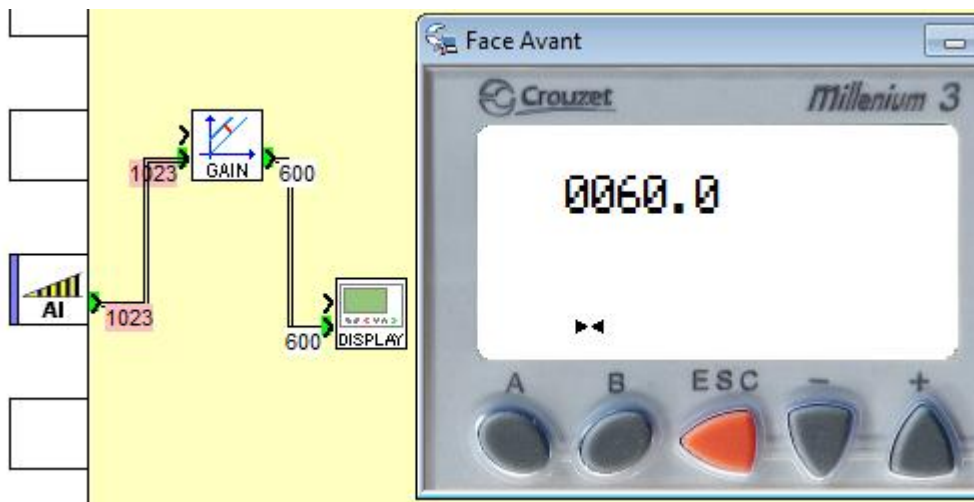 GAIN
1023
600
AI
1023
600
DISPLAY
Face Avant
Crouzet
Millenium 3
0060.0
A B ESC - +